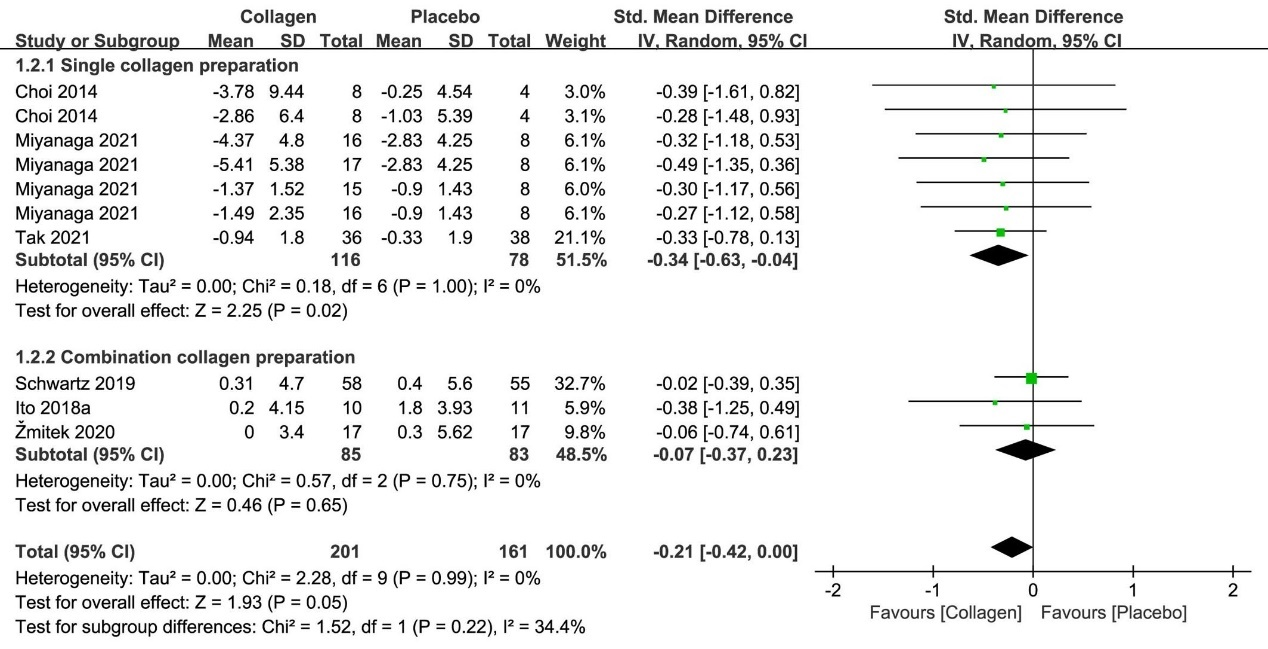 Collagen Placebo Std. Mean Difference Std. Mean Difference
Study or Subgroup Mean SD Total Mean SD Total Weight IV, Random, 95% CI IV, Random, 95% CI
1.2.1 Single collagen preparation
Choi 2014 -3.78 9.44 8 -0.25 4.54 4 3.0% -0.39 [-1.61, 0.82]
Choi 2014 -2.86 6.4 8 -1.03 5.39 4 3.1% -0.28 [-1.48, 0.93]
Miyanaga 2021 -4.37 4.8 16 -2.83 4.25 8 6.1% -0.32 [-1.18, 0.53]
Miyanaga 2021 -5.41 5.38 17 -2.83 4.25 8 6.1% -0.49 [-1.35, 0.36]
Miyanaga 2021 -1.37 1.52 15 -0.9 1.43 8 6.0% -0.30 [-1.17, 0.56]
Miyanaga 2021 -1.49 2.35 16 -0.9 1.43 8 6.1% -0.27 [-1.12, 0.58]
Tak 2021 -0.94 1.8 36 -0.33 1.9 38 21.1% -0.33 [-0.78, 0.13]
Subtotal (95% CI) 116 78 51.5% -0.34 [-0.63, -0.04]
Heterogeneity: Tau² = 0.00; Chi² = 0.18, df = 6 (P = 1.00); I² = 0%
Test for overall effect: Z = 2.25 (P = 0.02)
1.2.2 Combination collagen preparation
Schwartz 2019 0.31 4.7 58 0.4 5.6 55 32.7% -0.02 [-0.39, 0.35]
Ito 2018a 0.2 4.15 10 1.8 3.93 11 5.9% -0.38 [-1.25, 0.49]
Žmitek 2020 0 3.4 17 0.3 5.62 17 9.8% -0.06 [-0.74, 0.61]
Subtotal (95% CI) 85 83 48.5% -0.07 [-0.37, 0.23]
Heterogeneity: Tau² = 0.00; Chi² = 0.57, df = 2 (P = 0.75); I² = 0%
Test for overall effect: Z = 0.46 (P = 0.65)
Total (95% CI) 201 161 100.0% -0.21 [-0.42, 0.00]
Heterogeneity: Tau² = 0.00; Chi² = 2.28, df = 9 (P = 0.99); I² = 0%
Test for overall effect: Z = 1.93 (P = 0.05)
Test for subgroup differences: Chi² = 1.52, df = 1 (P = 0.22), I² = 34.4%
-2 -1 0 1 2
Favours [Collagen] Favours [Placebo]